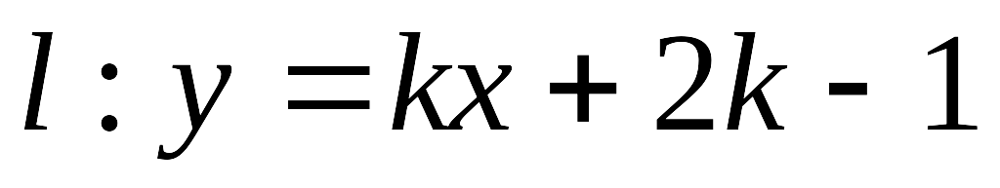 l : y = kx + 2k - 1